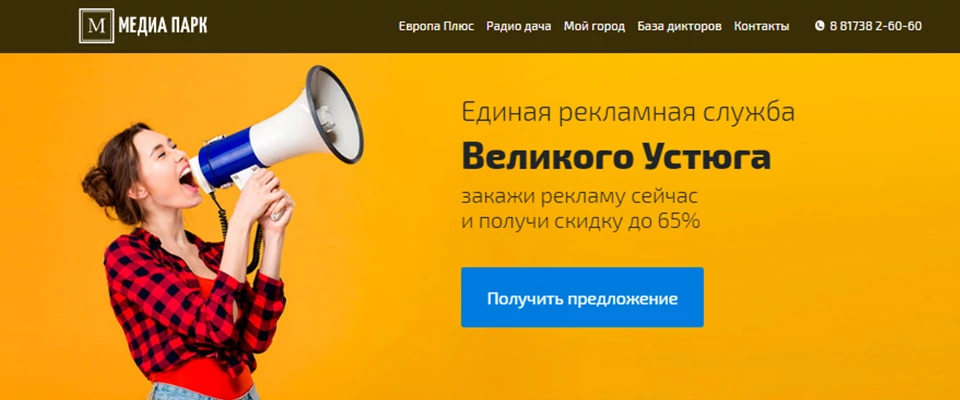 М МЕДИА ПАРК
Европа Плюс Радио дача Мой город База дикторов Контакты 8 81738 2-60-60
Единая рекламная служба
Великого Устюга
закажи рекламу сейчас
и получи скидку до 65%
Получить предложение